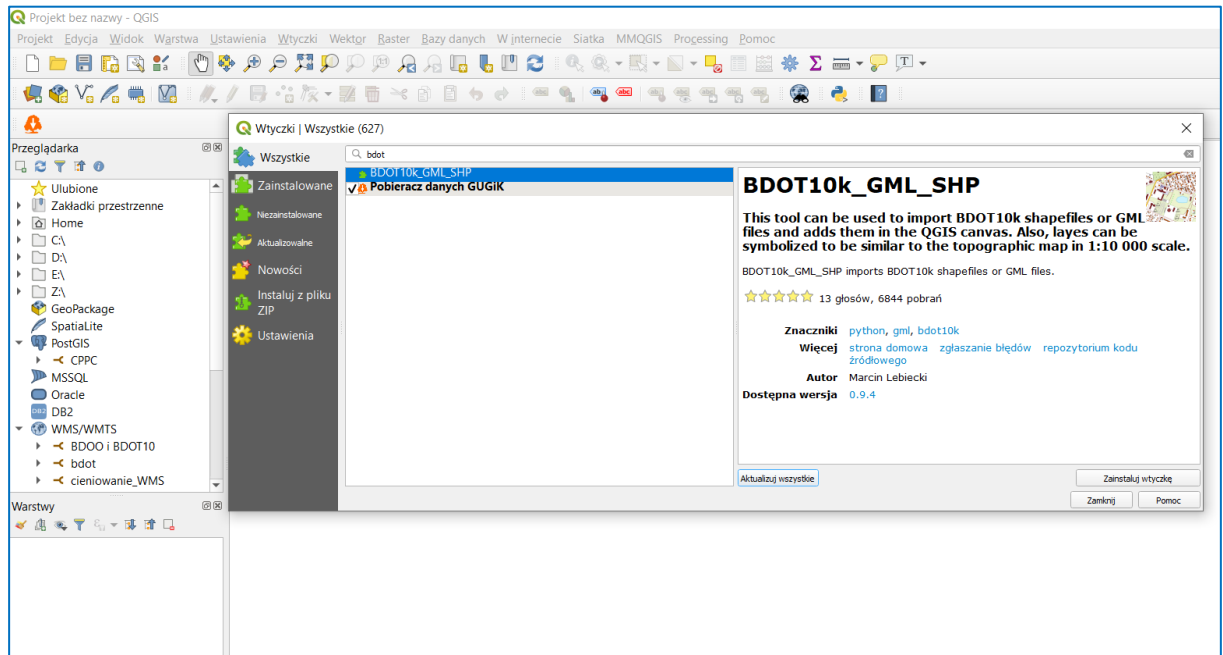 Projekt bez nazwy - QGIS
Projekt Edycja Widok Warstwa Ustawienia Wtyczki Wektor Raster Bazy danych W internecie Siatka MMQGIS Processing Pomoc
Przeglądarka
Ulubione
Zakładki przestrzenne
Home
C:\
D:\
E:\
Z:\
GeoPackage
SpatiaLite
PostGIS
CPPC
MSSQL
Oracle
DB2
DB2
WMS/WMTS
BDOO i BDOT10
bdot
cieniowanie_WMS
Warstwy
Wtyczki | Wszystkie (627)
Wszystkie
Zainstalowane
Niezainstalowane
Aktualizowalne
Nowości
Instaluj z pliku
ZIP
Ustawienia
bdot
BDOT10k_GML_SHP
Pobieracz danych GUGiK
BDOT10k_GML_SHP
This tool can be used to import BDOT10k shapefiles or GML
files and adds them in the QGIS canvas. Also, layes can be
symbolized to be similar to the topographic map in 1:10 000 scale.
BDOT10k_GML_SHP imports BDOT10k shapefiles or GML files.
13 głosów, 6844 pobrań
Znaczniki python, gml, bdot10k
Więcej strona domowa zgłaszanie błędów repozytorium kodu
źródłowego
Autor Marcin Lebiecki
Dostępna wersja 0.9.4
Aktualizuj wszystkie
Zainstaluj wtyczkę
Zamknij Pomoc